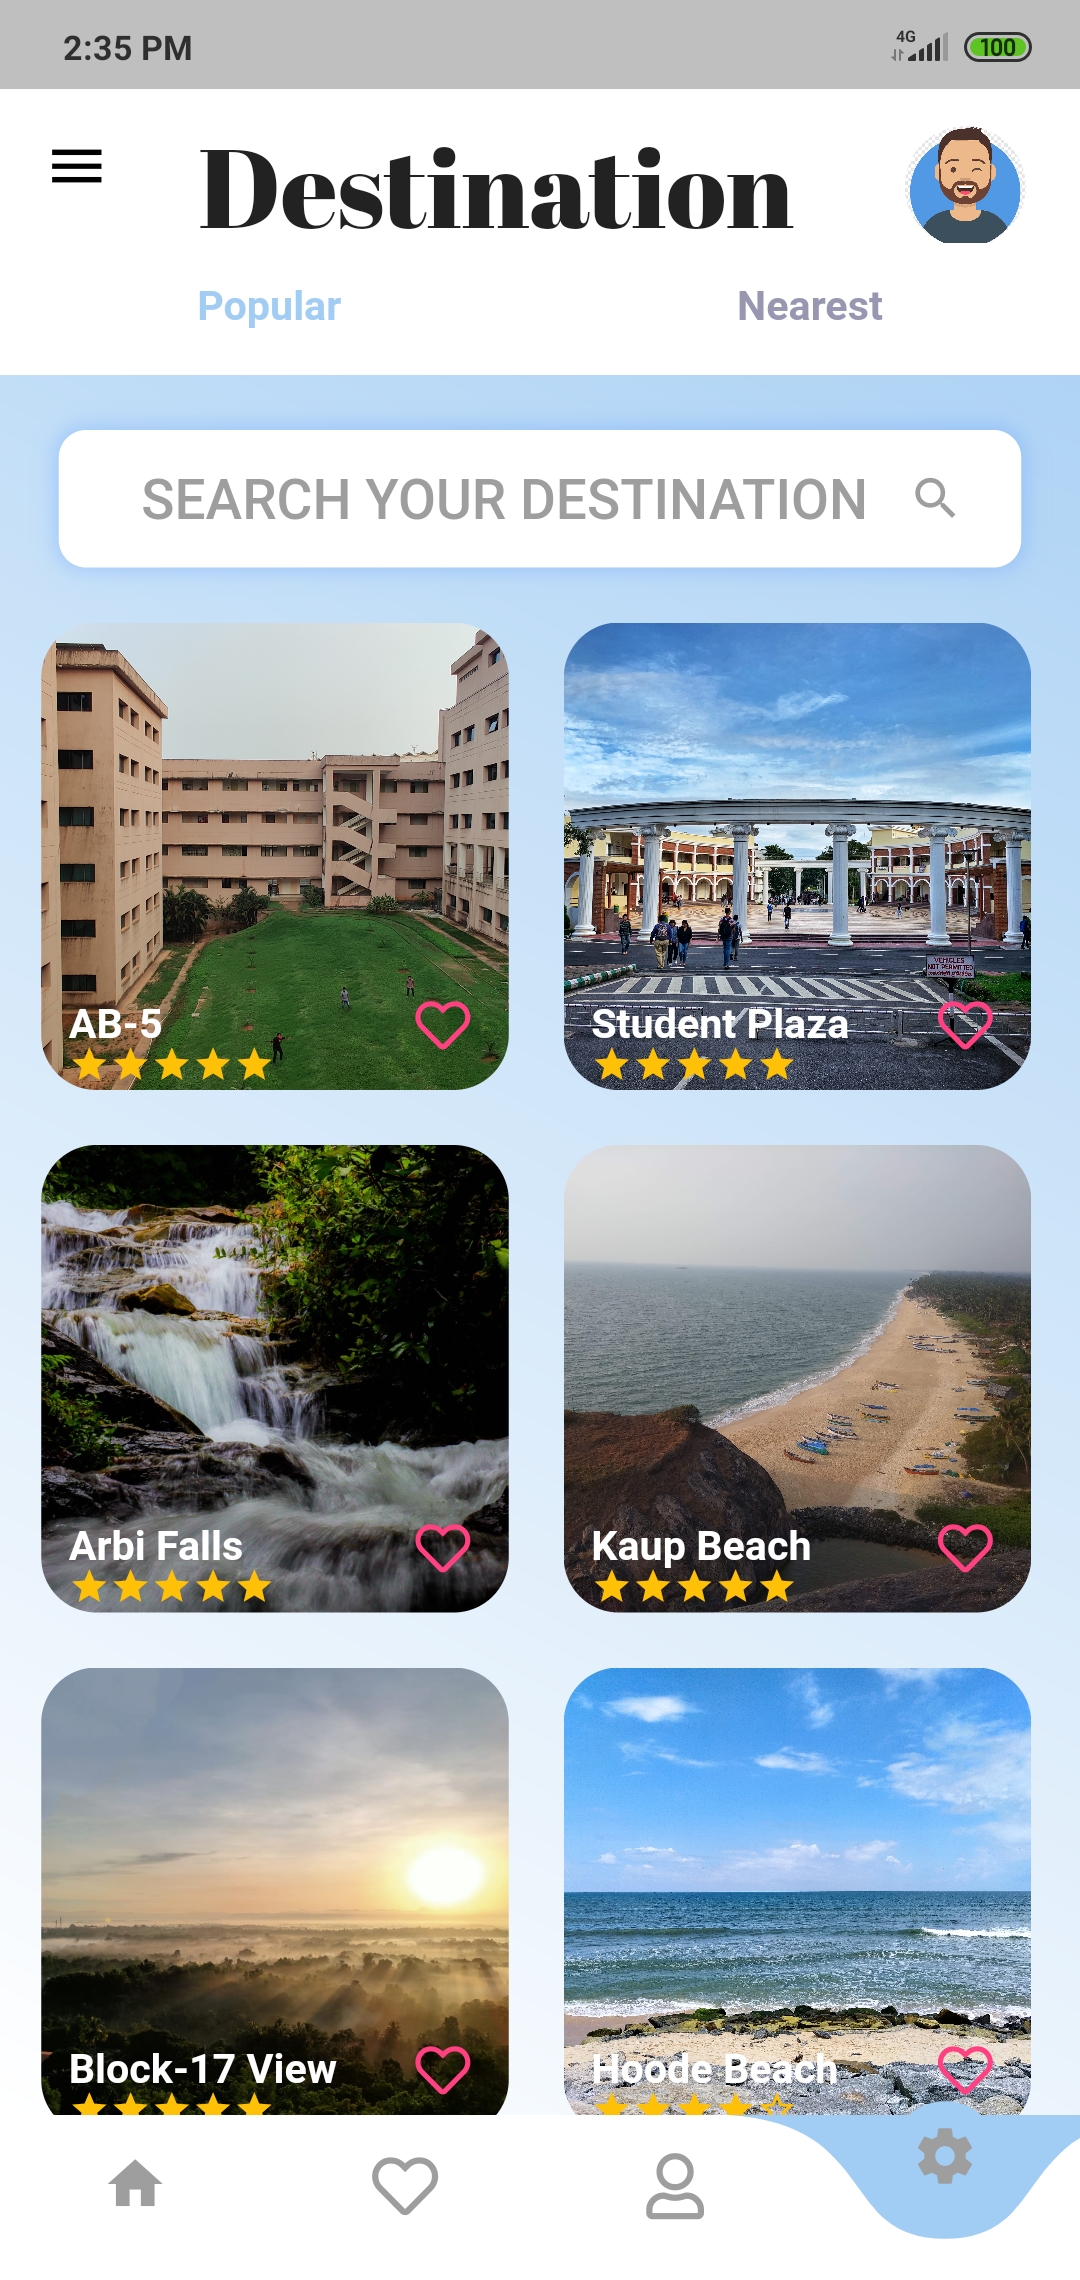 2:35 PM
4G
100
Destination
Popular
Nearest
SEARCH YOUR DESTINATION
VEHICLES
NOT PERMITTED
AB-5
Student Plaza
Arbi Falls
Kaup Beach
Block-17 View
Hoode Beach